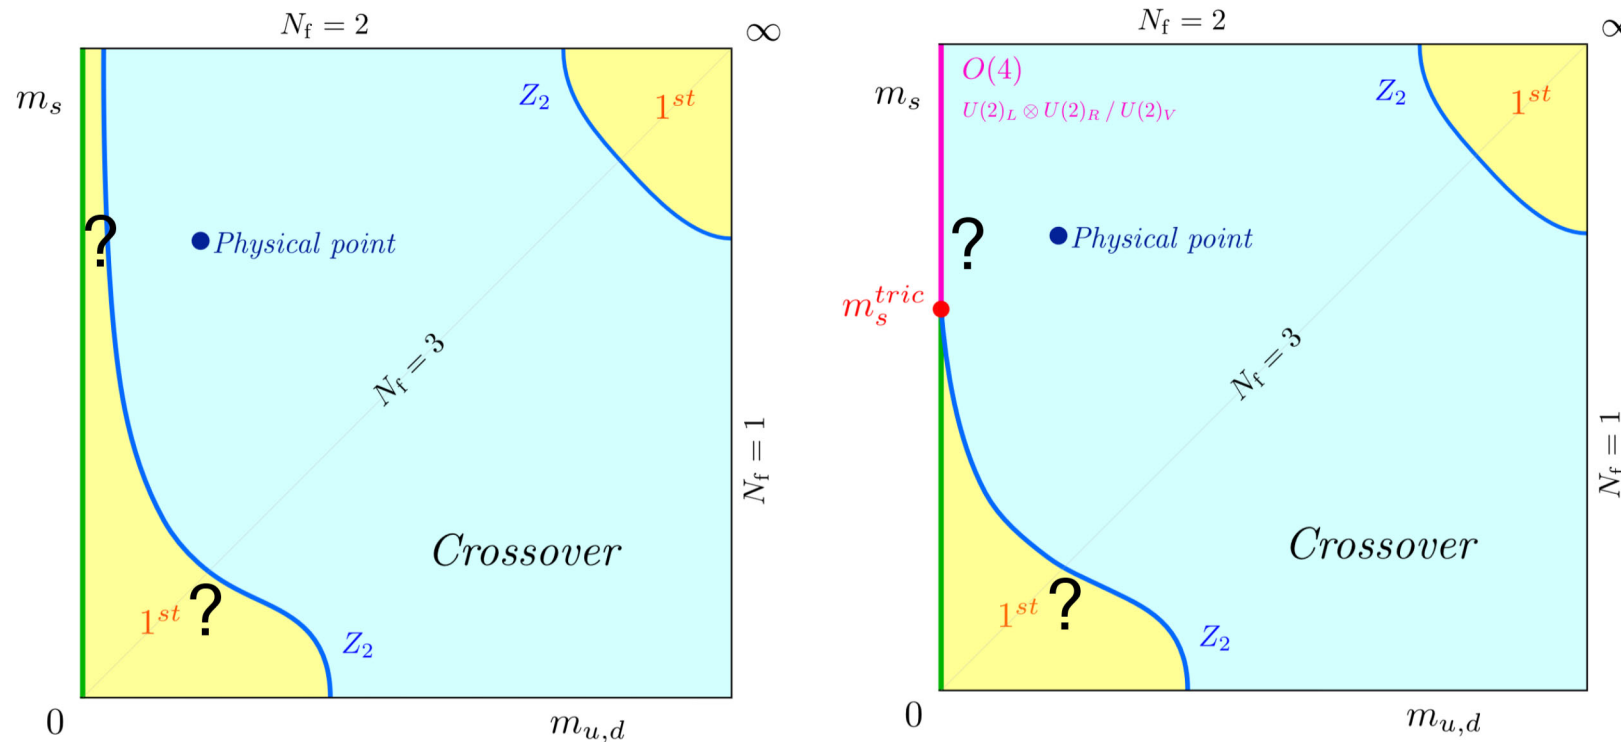 N_f = 2
∞
m_s
Z_2
1^{st}
?
Physical point
N_f = 3
N_f = 1
Crossover
1^{st}
?
Z_2
0
m_{u,d}
N_f = 2
m_s
O(4)
U(2)_L ⊗ U(2)_R / U(2)_V
Z_2
1^{st}
?
Physical point
m_s^{tric}
N_f = 3
N_f = 1
Crossover
1^{st}
?
Z_2
0
m_{u,d}